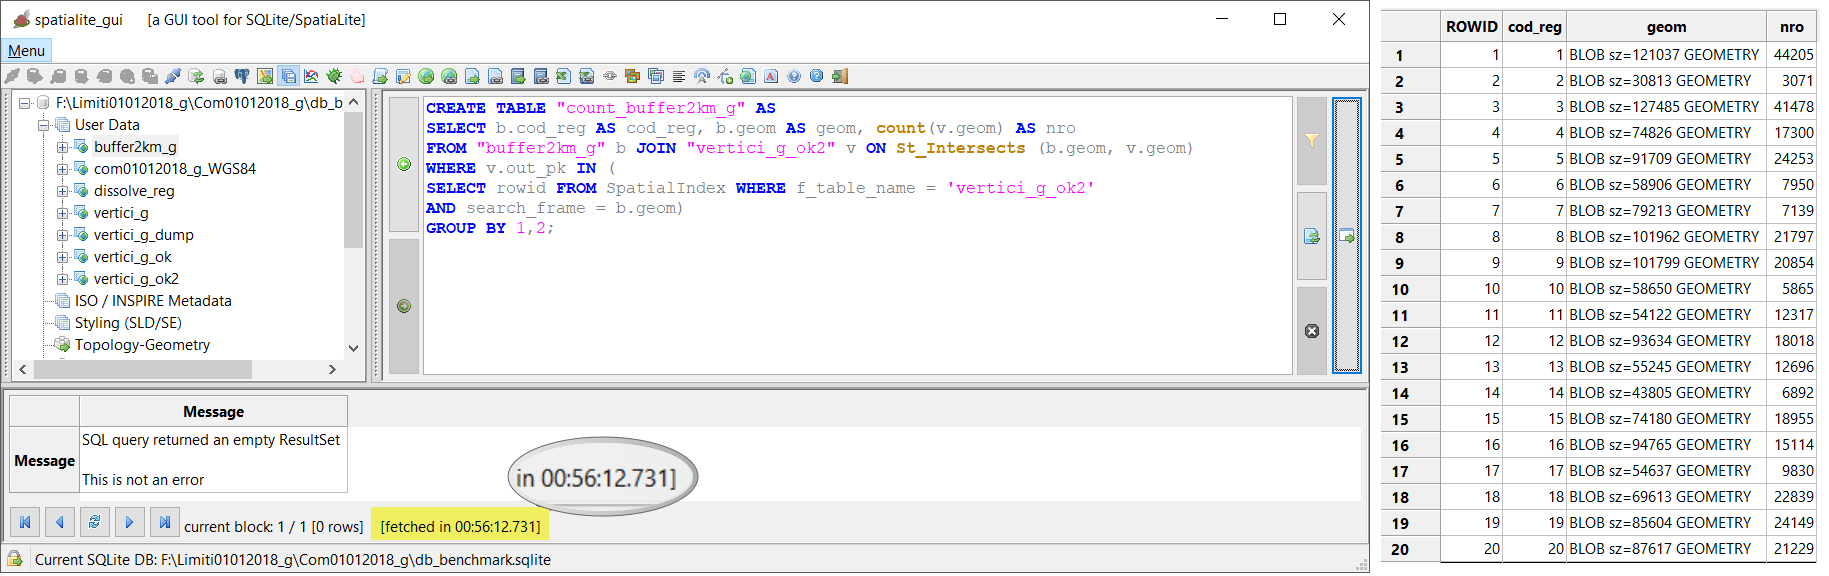 spatialite_gui [a GUI tool for SQLite/SpatiaLite]
Menu
F:\Limiti01012018_g\Com01012018_g\db_b
User Data
buffer2km_g
com01012018_g_WGS84
dissolve_reg
vertici_g
vertici_g_dump
vertici_g_ok
vertici_g_ok2
ISO / INSPIRE Metadata
Styling (SLD/SE)
Topology-Geometry
CREATE TABLE "count_buffer2km_g" AS
SELECT b.cod_reg AS cod_reg, b.geom AS geom, count(v.geom) AS nro
FROM "buffer2km_g" b JOIN "vertici_g_ok2" v ON St_Intersects (b.geom, v.geom)
WHERE v.out_pk IN (
SELECT rowid FROM SpatialIndex WHERE f_table_name = 'vertici_g_ok2'
AND search_frame = b.geom)
GROUP BY 1,2;
Message
Message
SQL query returned an empty ResultSet
This is not an error
in 00:56:12.731]
current block: 1 / 1 [0 rows] [fetched in 00:56:12.731]
Current SQLite DB: F:\Limiti01012018_g\Com01012018_g\db_benchmark.sqlite
ROWID cod_reg geom nro
1 1 1 BLOB sz=121037 GEOMETRY 44205
2 2 2 BLOB sz=30813 GEOMETRY 3071
3 3 3 BLOB sz=127485 GEOMETRY 41478
4 4 4 BLOB sz=74826 GEOMETRY 17300
5 5 5 BLOB sz=91709 GEOMETRY 24253
6 6 6 BLOB sz=58906 GEOMETRY 7950
7 7 7 BLOB sz=79213 GEOMETRY 7139
8 8 8 BLOB sz=101962 GEOMETRY 21797
9 9 9 BLOB sz=101799 GEOMETRY 20854
10 10 10 BLOB sz=58650 GEOMETRY 5865
11 11 11 BLOB sz=54122 GEOMETRY 12317
12 12 12 BLOB sz=93634 GEOMETRY 18018
13 13 13 BLOB sz=55245 GEOMETRY 12696
14 14 14 BLOB sz=43805 GEOMETRY 6892
15 15 15 BLOB sz=74180 GEOMETRY 18955
16 16 16 BLOB sz=94765 GEOMETRY 15114
17 17 17 BLOB sz=54637 GEOMETRY 9830
18 18 18 BLOB sz=69613 GEOMETRY 22839
19 19 19 BLOB sz=85604 GEOMETRY 24149
20 20 20 BLOB sz=87617 GEOMETRY 21229